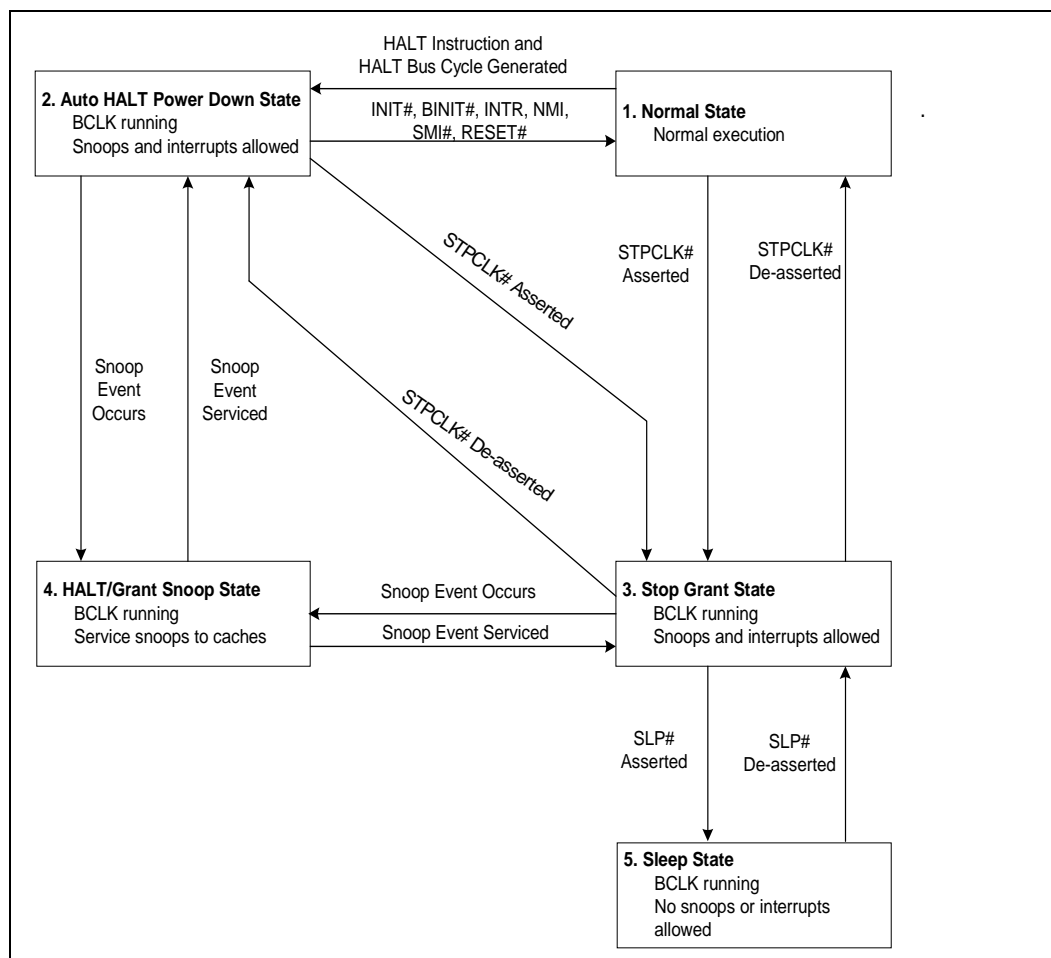 HALT Instruction and
HALT Bus Cycle Generated
2. Auto HALT Power Down State
BCLK running
Snoops and interrupts allowed
INIT#, BINIT#, INTR, NMI,
SMI#, RESET#
1. Normal State
Normal execution
.
STPCLK# Asserted
STPCLK#
Asserted
STPCLK#
De-asserted
Snoop
Event
Occurs
Snoop
Event
Serviced
STPCLK# De-asserted
4. HALT/Grant Snoop State
BCLK running
Service snoops to caches
Snoop Event Occurs
Snoop Event Serviced
3. Stop Grant State
BCLK running
Snoops and interrupts allowed
SLP#
Asserted
SLP#
De-asserted
5. Sleep State
BCLK running
No snoops or interrupts
allowed